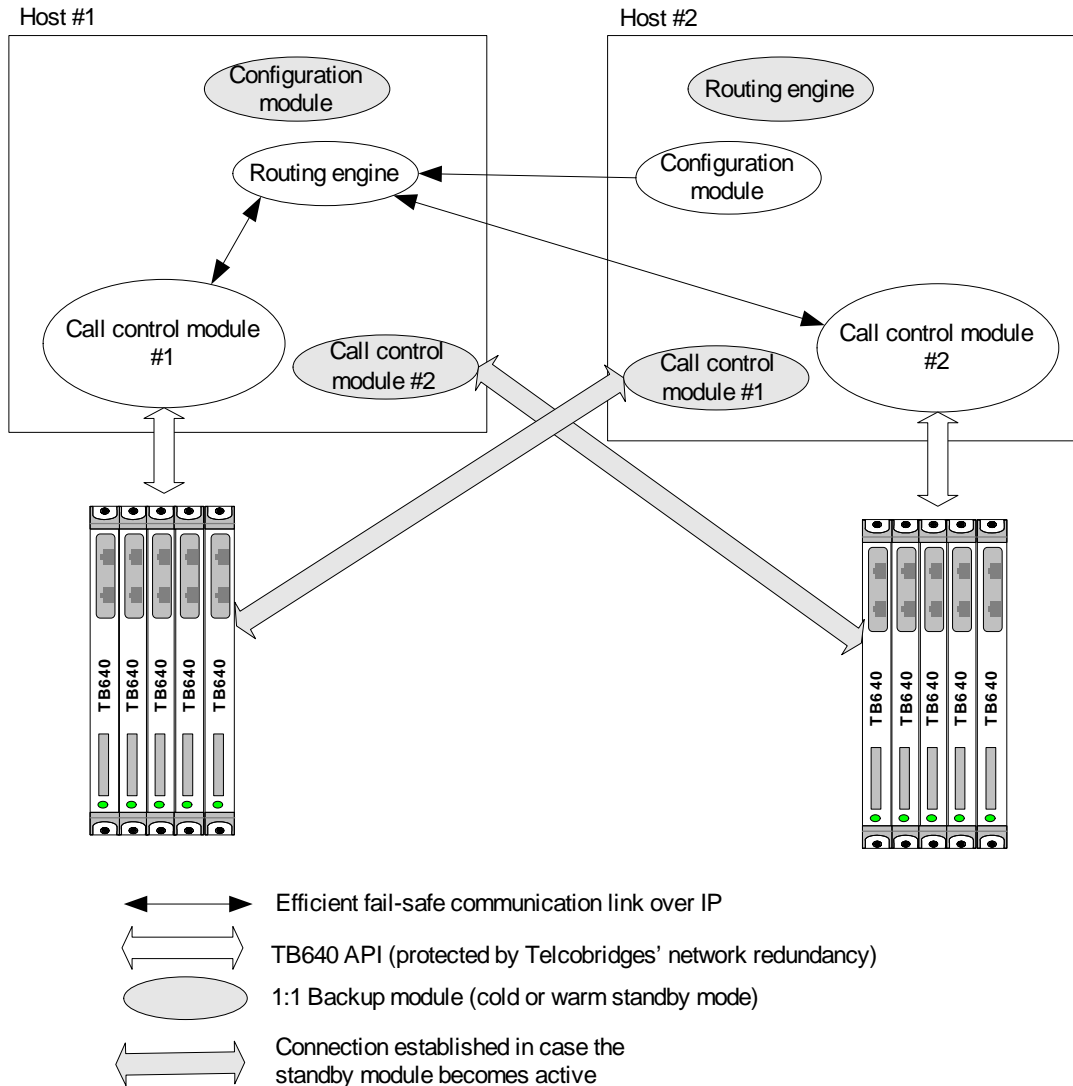 Host #1
Host #2
Configuration
module
Routing engine
Routing engine
Configuration
module
Call control module
#1
Call control
module #2
Call control
module #1
Call control module
#2
TB640
TB640
TB640
TB640
TB640
TB640
TB640
TB640
TB640
TB640
Efficient fail-safe communication link over IP
TB640 API (protected by Telcobridges’ network redundancy)
1:1 Backup module (cold or warm standby mode)
Connection established in case the
standby module becomes active